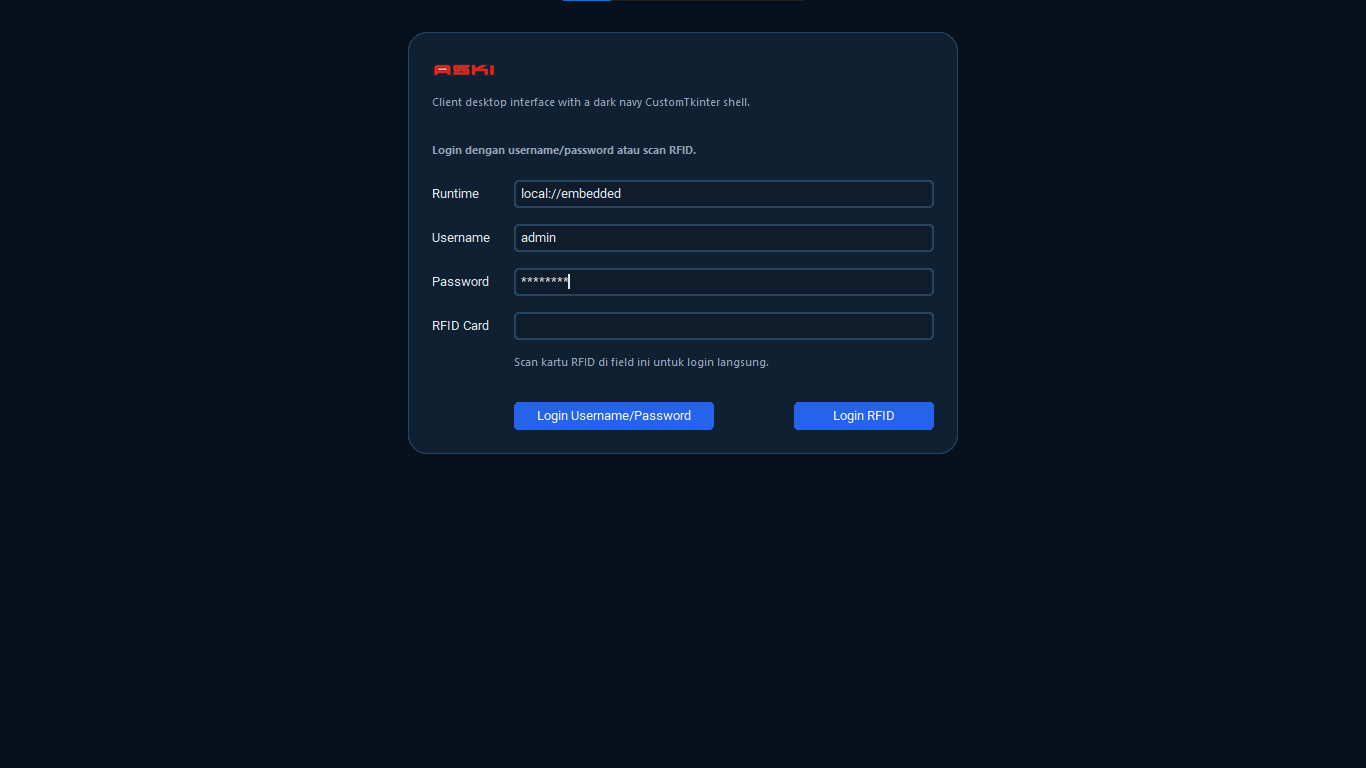 ASKI
Client desktop interface with a dark navy CustomTkinter shell.
Login dengan username/password atau scan RFID.
Runtime local://embedded
Username admin
Password ********
RFID Card
Scan kartu RFID di field ini untuk login langsung.
Login Username/Password Login RFID